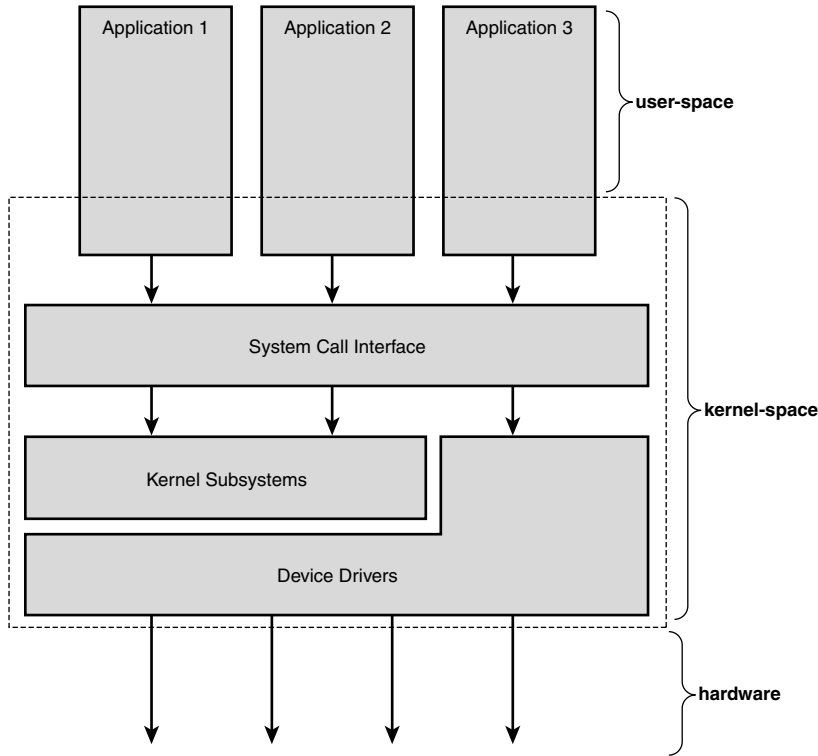 Application 1
Application 2
Application 3
user-space
System Call Interface
kernel-space
Kernel Subsystems
Device Drivers
hardware